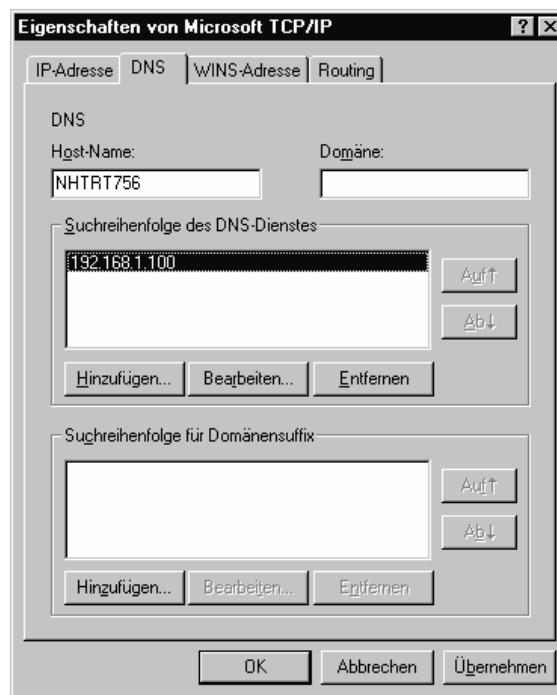 Eigenschaften von Microsoft TCP/IP
IP-Adresse DNS WINS-Adresse Routing
DNS
Host-Name: Domäne:
NHTRT756
Suchreihenfolge des DNS-Dienstes
192.168.1.100
Auf↑
Ab↓
Hinzufügen... Bearbeiten... Entfernen
Suchreihenfolge für Domänensuffix
Auf↑
Ab↓
Hinzufügen... Bearbeiten... Entfernen
OK Abbrechen Übernehmen